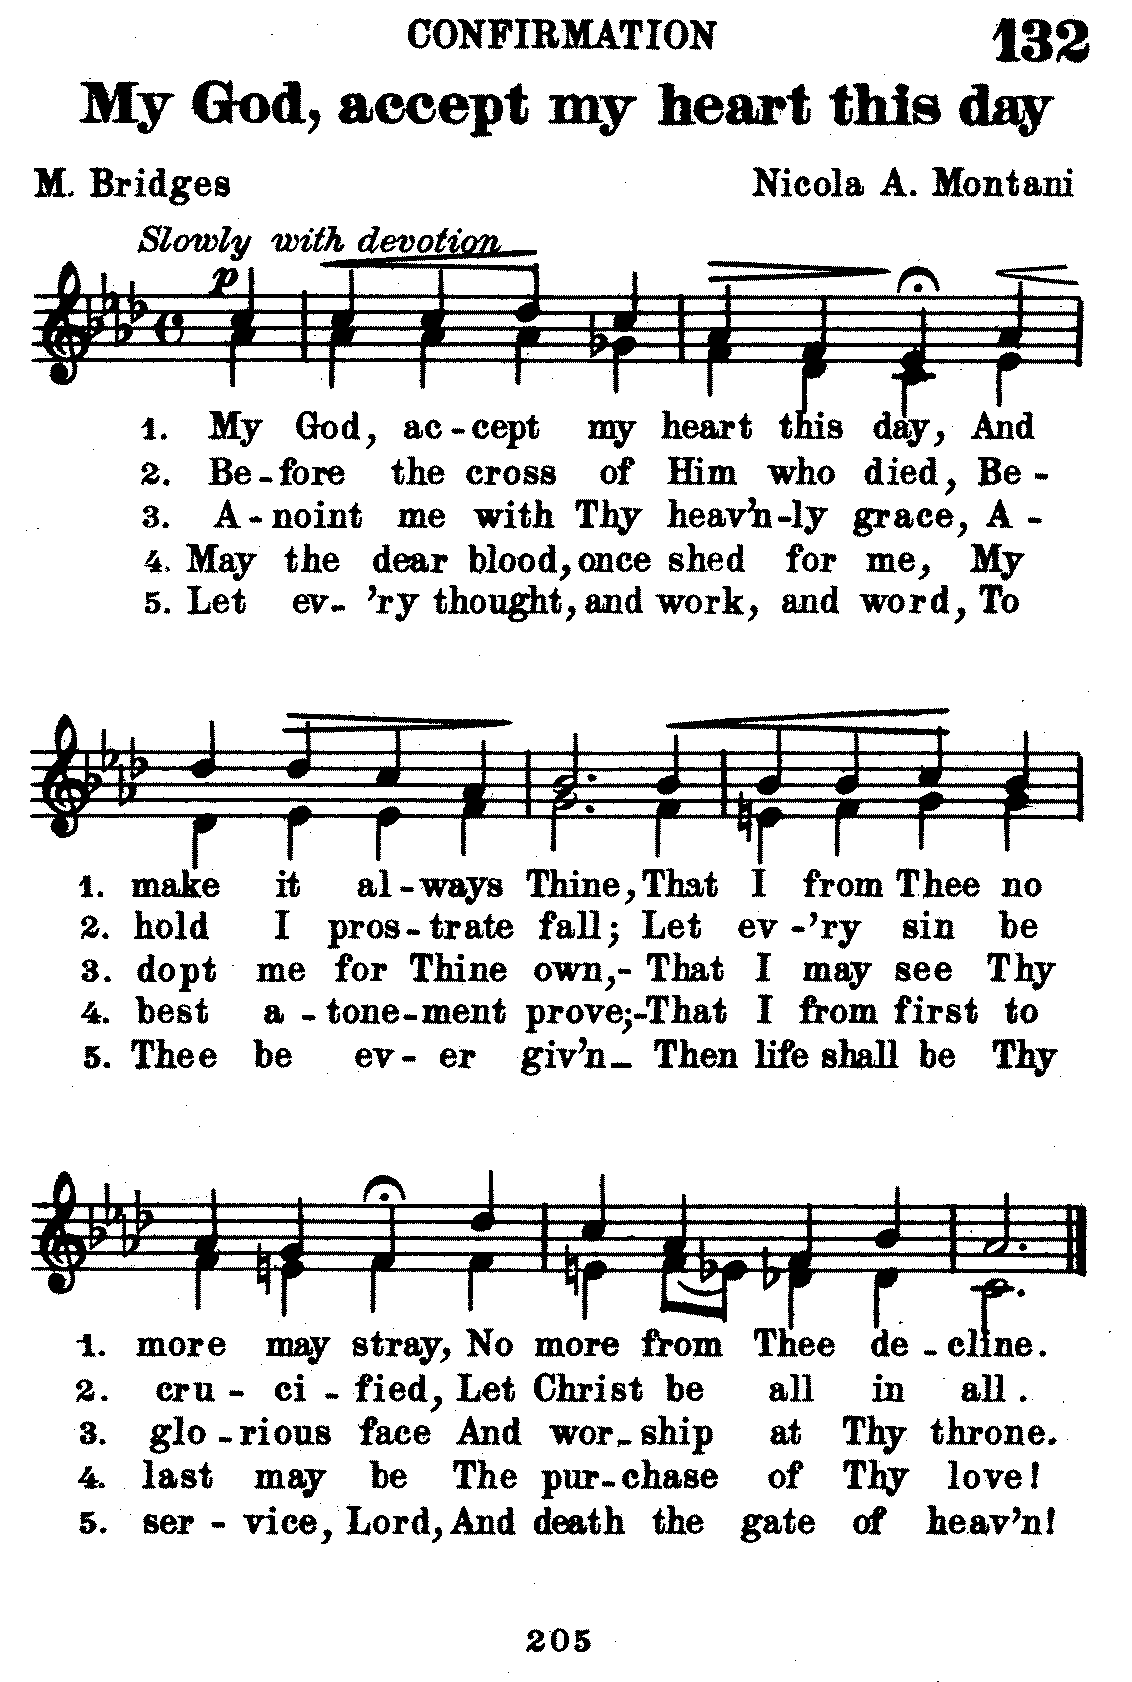 CONFIRMATION 132
My God, accept my heart this day
M. Bridges Nicola A. Montani
Slowly with devotion
p
1. My God, ac-cept my heart this day, And
2. Be-fore the cross of Him who died, Be-
3. A-noint me with Thy heav'n-ly grace, A-
4. May the dear blood, once shed for me, My
5. Let ev-'ry thought, and work, and word, To
1. make it al-ways Thine, That I from Thee no
2. hold I pros-trate fall; Let ev-'ry sin be
3. dopt me for Thine own,- That I may see Thy
4. best a-tone-ment prove;-That I from first to
5. Thee be ev-er giv'n- Then life shall be Thy
1. more may stray, No more from Thee de-cline.
2. cru-ci-fied, Let Christ be all in all.
3. glo-rious face And wor-ship at Thy throne.
4. last may be The pur-chase of Thy love!
5. ser-vice, Lord, And death the gate of heav'n!
205